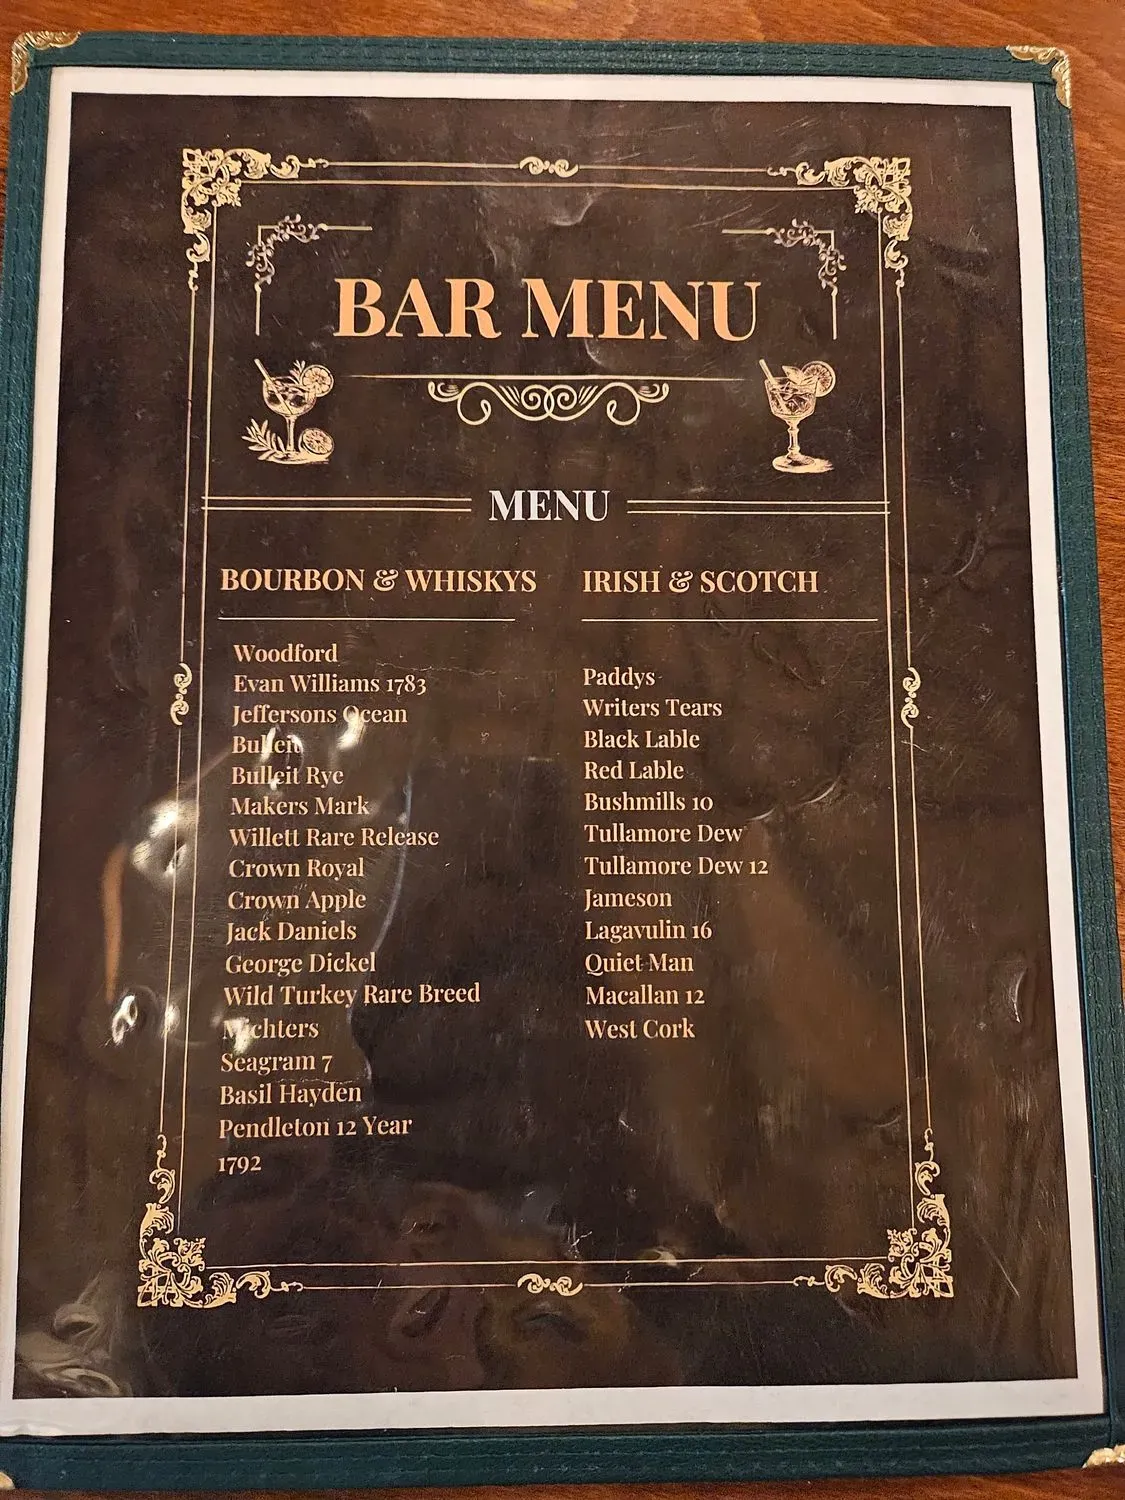 BAR MENU
MENU
BOURBON & WHISKYS
Woodford
Evan Williams 1783
Jeffersons Ocean
Bulleit
Bulleit Rye
Makers Mark
Willett Rare Release
Crown Royal
Crown Apple
Jack Daniels
George Dickel
Wild Turkey Rare Breed
Michters
Seagram 7
Basil Hayden
Pendleton 12 Year
1792
IRISH & SCOTCH
Paddys
Writers Tears
Black Lable
Red Lable
Bushmills 10
Tullamore Dew
Tullamore Dew 12
Jameson
Lagavulin 16
Quiet Man
Macallan 12
West Cork